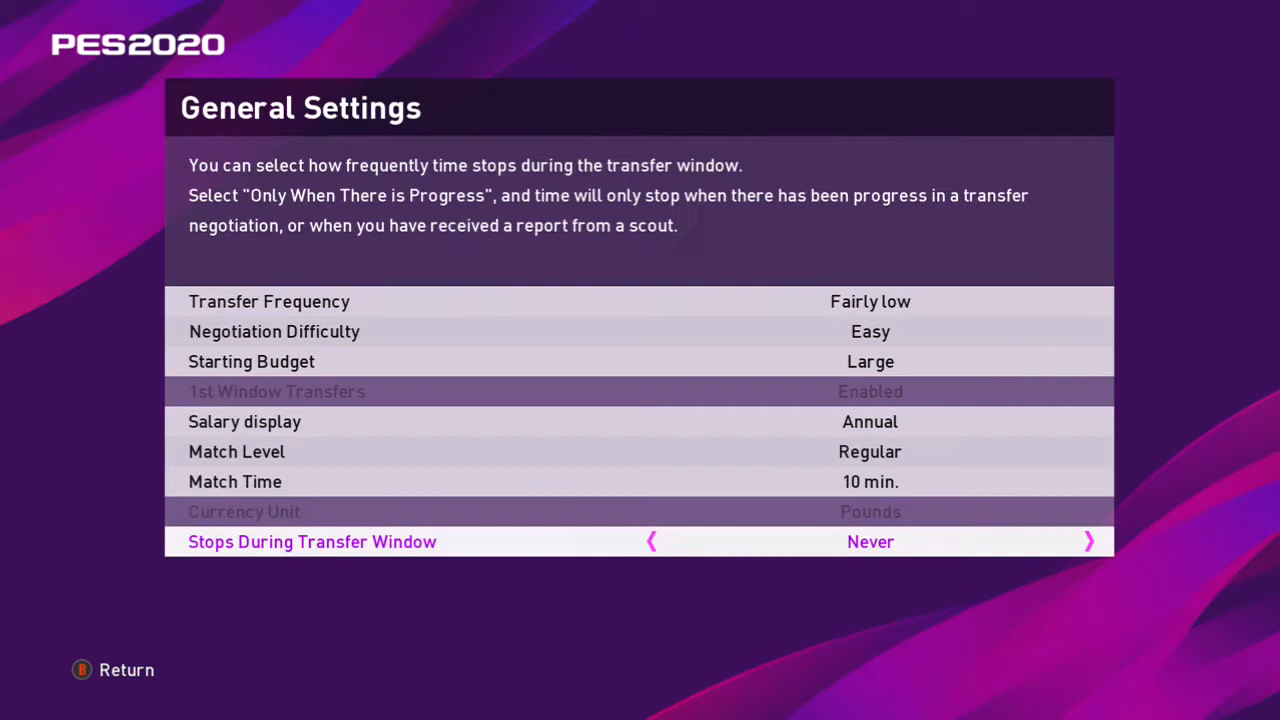 PES2020
General Settings
You can select how frequently time stops during the transfer window.
Select "Only When There is Progress", and time will only stop when there has been progress in a transfer
negotiation, or when you have received a report from a scout.
Transfer Frequency Fairly low
Negotiation Difficulty Easy
Starting Budget Large
1st Window Transfers Enabled
Salary display Annual
Match Level Regular
Match Time 10 min.
Currency Unit Pounds
Stops During Transfer Window Never
B Return